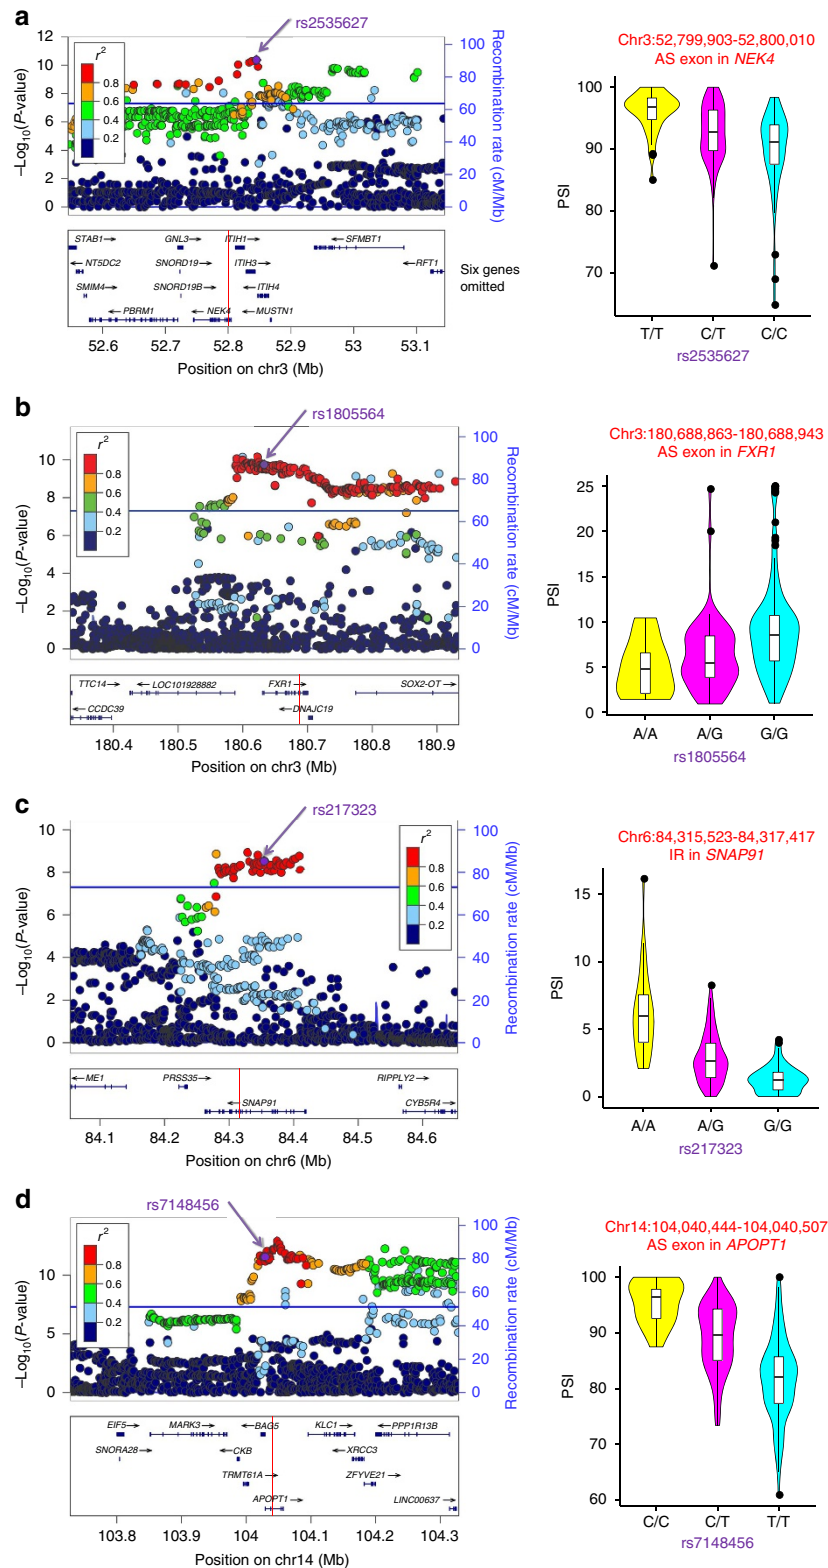 a
rs2535627
r2
0.8
0.6
0.4
0.2
12
10
8
6
4
2
0
–Log10(P-value)
100
80
60
40
20
0
Recombination rate (cM/Mb)
STAB1→ GNL3→ ITIH1→ ←SFMBT1
←NT5DC2 SNORD19→ ITIH3→ ←RFT1
SMIM4→ SNORD19B→ ←ITIH4
←PBRM1 ←NEK4 ←MUSTN1
Six genes
omitted
52.6 52.7 52.8 52.9 53 53.1
Position on chr3 (Mb)
Chr3:52,799,903-52,800,010
AS exon in NEK4
100
90
80
70
PSI
T/T C/T C/C
rs2535627
b
rs1805564
r2
0.8
0.6
0.4
0.2
10
8
6
4
2
0
–Log10(P-value)
100
80
60
40
20
0
Recombination rate (cM/Mb)
TTC14→ ←LOC101928882 FXR1→ SOX2-OT→
←CCDC39 ←DNAJC19
180.4 180.5 180.6 180.7 180.8 180.9
Position on chr3 (Mb)
Chr3:180,688,863-180,688,943
AS exon in FXR1
25
20
15
10
5
0
PSI
A/A A/G G/G
rs1805564
c
rs217323
r2
0.8
0.6
0.4
0.2
10
8
6
4
2
0
–Log10(P-value)
100
80
60
40
20
0
Recombination rate (cM/Mb)
←ME1 PRSS35→ RIPPLY2→
←SNAP91 CYB5R4→
84.1 84.2 84.3 84.4 84.5 84.6
Position on chr6 (Mb)
Chr6:84,315,523-84,317,417
IR in SNAP91
15
10
5
0
PSI
A/A A/G G/G
rs217323
d
rs7148456
r2
0.8
0.6
0.4
0.2
10
5
0
–Log10(P-value)
100
80
60
40
20
0
Recombination rate (cM/Mb)
EIF5→ MARK3→ ←BAG5 KLC1→ ←PPP1R13B
SNORA28→ ←CKB ←XRCC3
TRMT61A→ ZFYVE21→
APOPT1→ LINC00637→
103.8 103.9 104 104.1 104.2 104.3
Position on chr14 (Mb)
Chr14:104,040,444-104,040,507
AS exon in APOPT1
100
90
80
70
60
PSI
C/C C/T T/T
rs7148456